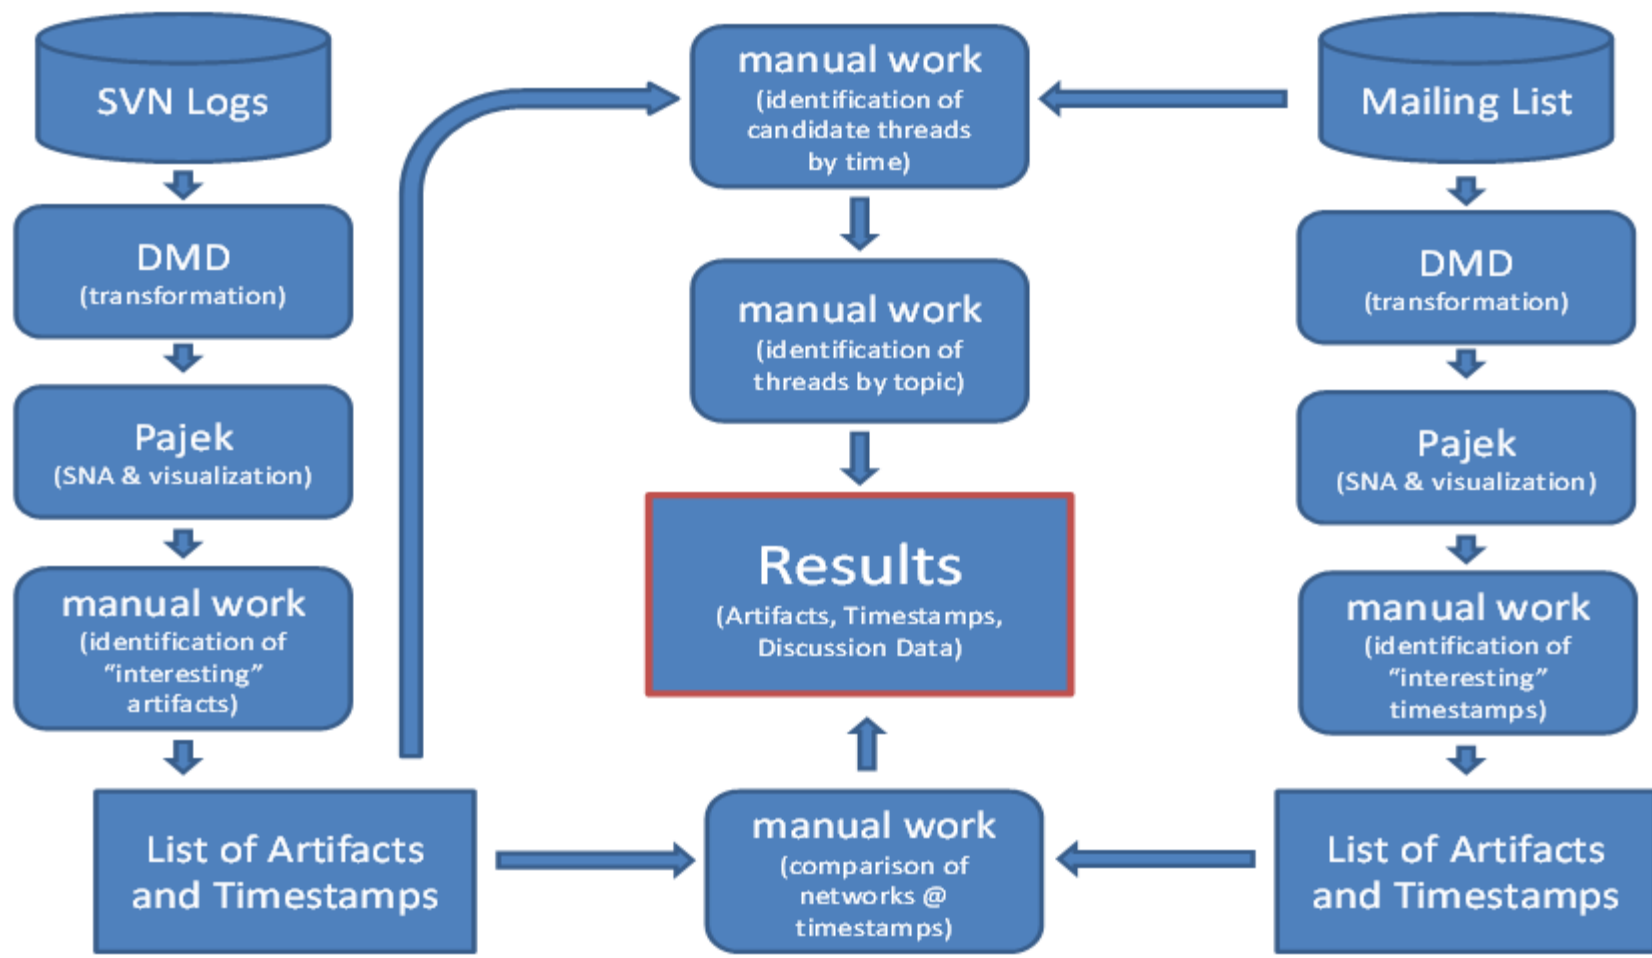 SVN Logs
DMD
(transformation)
Pajek
(SNA & visualization)
manual work
(identification of
“interesting”
artifacts)
List of Artifacts
and Timestamps
manual work
(identification of
candidate threads
by time)
manual work
(identification of
threads by topic)
Results
(Artifacts, Timestamps,
Discussion Data)
manual work
(comparison of
networks @
timestamps)
Mailing List
DMD
(transformation)
Pajek
(SNA & visualization)
manual work
(identification of
“interesting”
timestamps)
List of Artifacts
and Timestamps